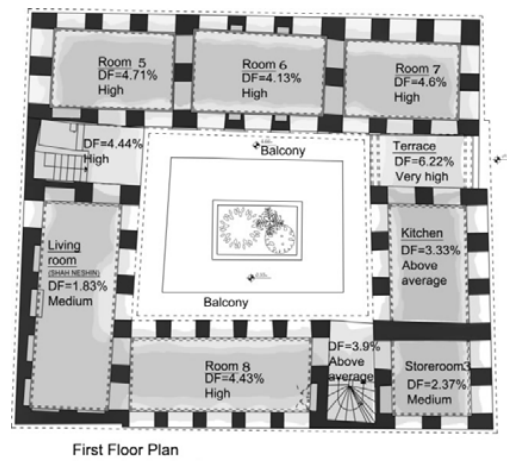 Room 5
DF=4.71%
High
Room 6
DF=4.13%
High
Room 7
DF=4.6%
High
DF=4.44%
High
Balcony
Terrace
DF=6.22%
Very high
Living
room
(SHAH NESHIN)
DF=1.83%
Medium
Kitchen
DF=3.33%
Above
average
Balcony
Room 8
DF=4.43%
High
DF=3.9%
Above
average
Storeroom3
DF=2.37%
Medium
First Floor Plan